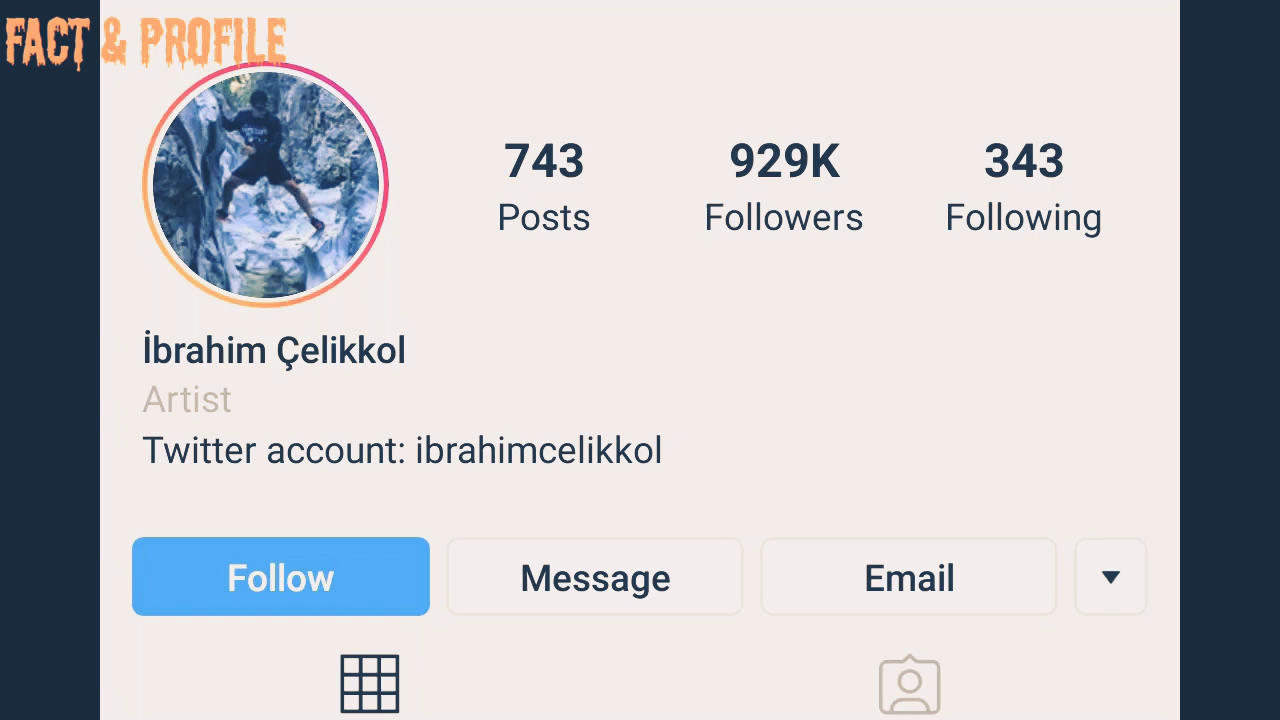 FACT & PROFILE
743 929K 343
Posts Followers Following
İbrahim Çelikkol
Artist
Twitter account: ibrahimcelikkol
Follow Message Email